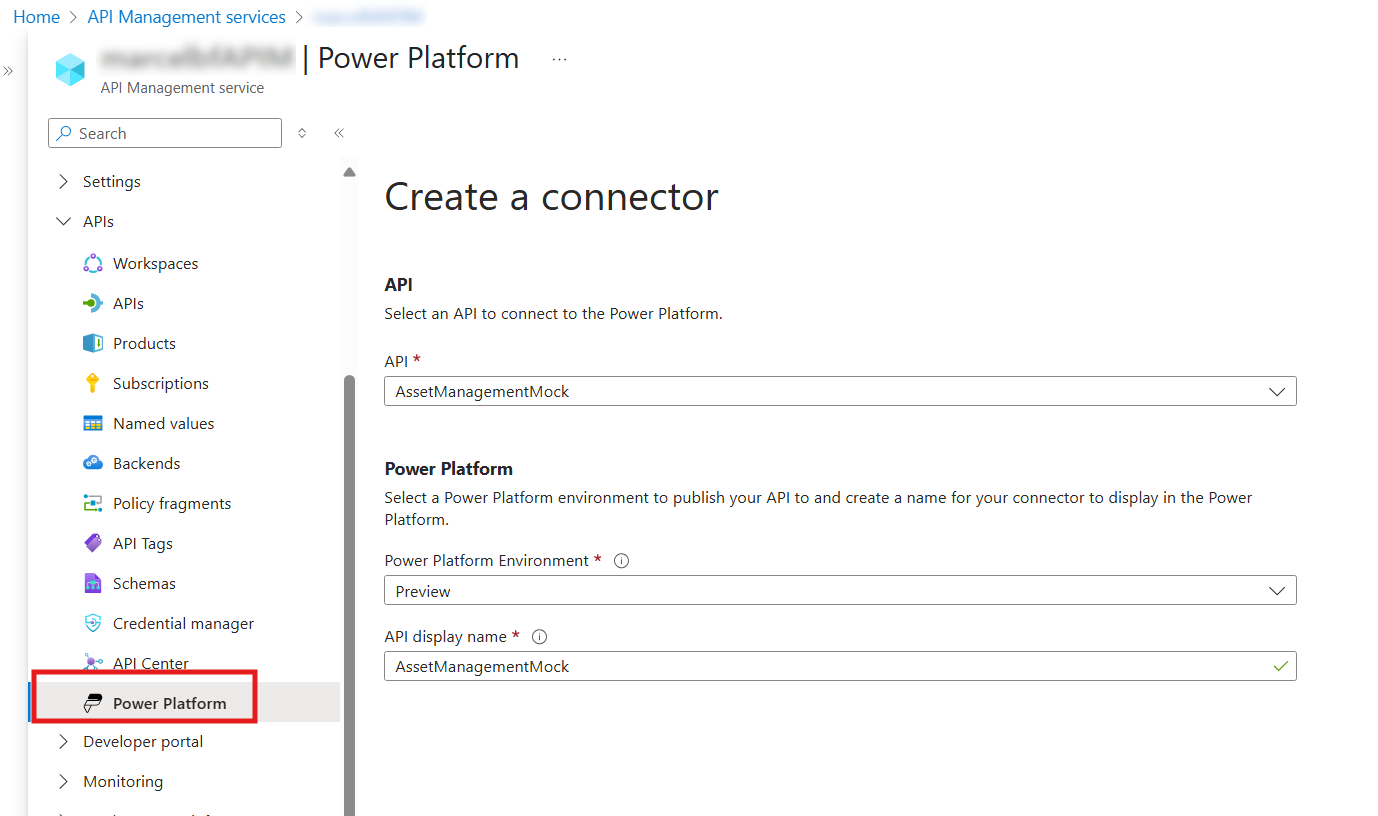 Home > API Management services >
| Power Platform ...
API Management service
Search
Settings
APIs
Workspaces
APIs
Products
Subscriptions
Named values
Backends
Policy fragments
API Tags
Schemas
Credential manager
API Center
Power Platform
Developer portal
Monitoring
Create a connector
API
Select an API to connect to the Power Platform.
API *
AssetManagementMock
Power Platform
Select a Power Platform environment to publish your API to and create a name for your connector to display in the Power
Platform.
Power Platform Environment *
Preview
API display name *
AssetManagementMock